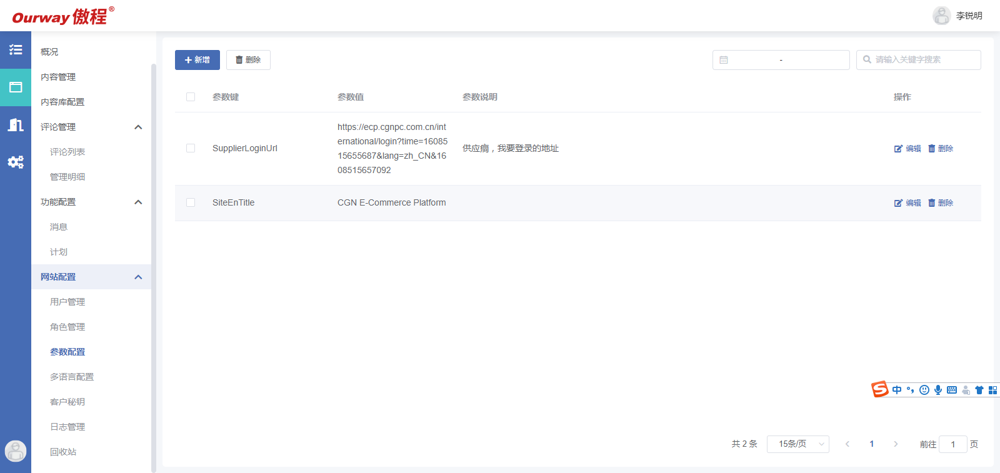 Ourway 傲程®
李锐明
概况
内容管理
内容库配置
评论管理
评论列表
管理明细
功能配置
消息
计划
网站配置
用户管理
角色管理
参数配置
多语言配置
客户秘钥
日志管理
回收站
新增
删除
-
请输入关键字搜索
参数键
参数值
参数说明
操作
SupplierLoginUrl
https://ecp.cgnpc.com.cn/int
ernational/login?time=16085
15655687&lang=zh_CN&16
08515657092
供应商，我要登录的地址
编辑
删除
SiteEnTitle
CGN E-Commerce Platform
编辑
删除
中
共 2 条
15条/页
1
前往
1
页